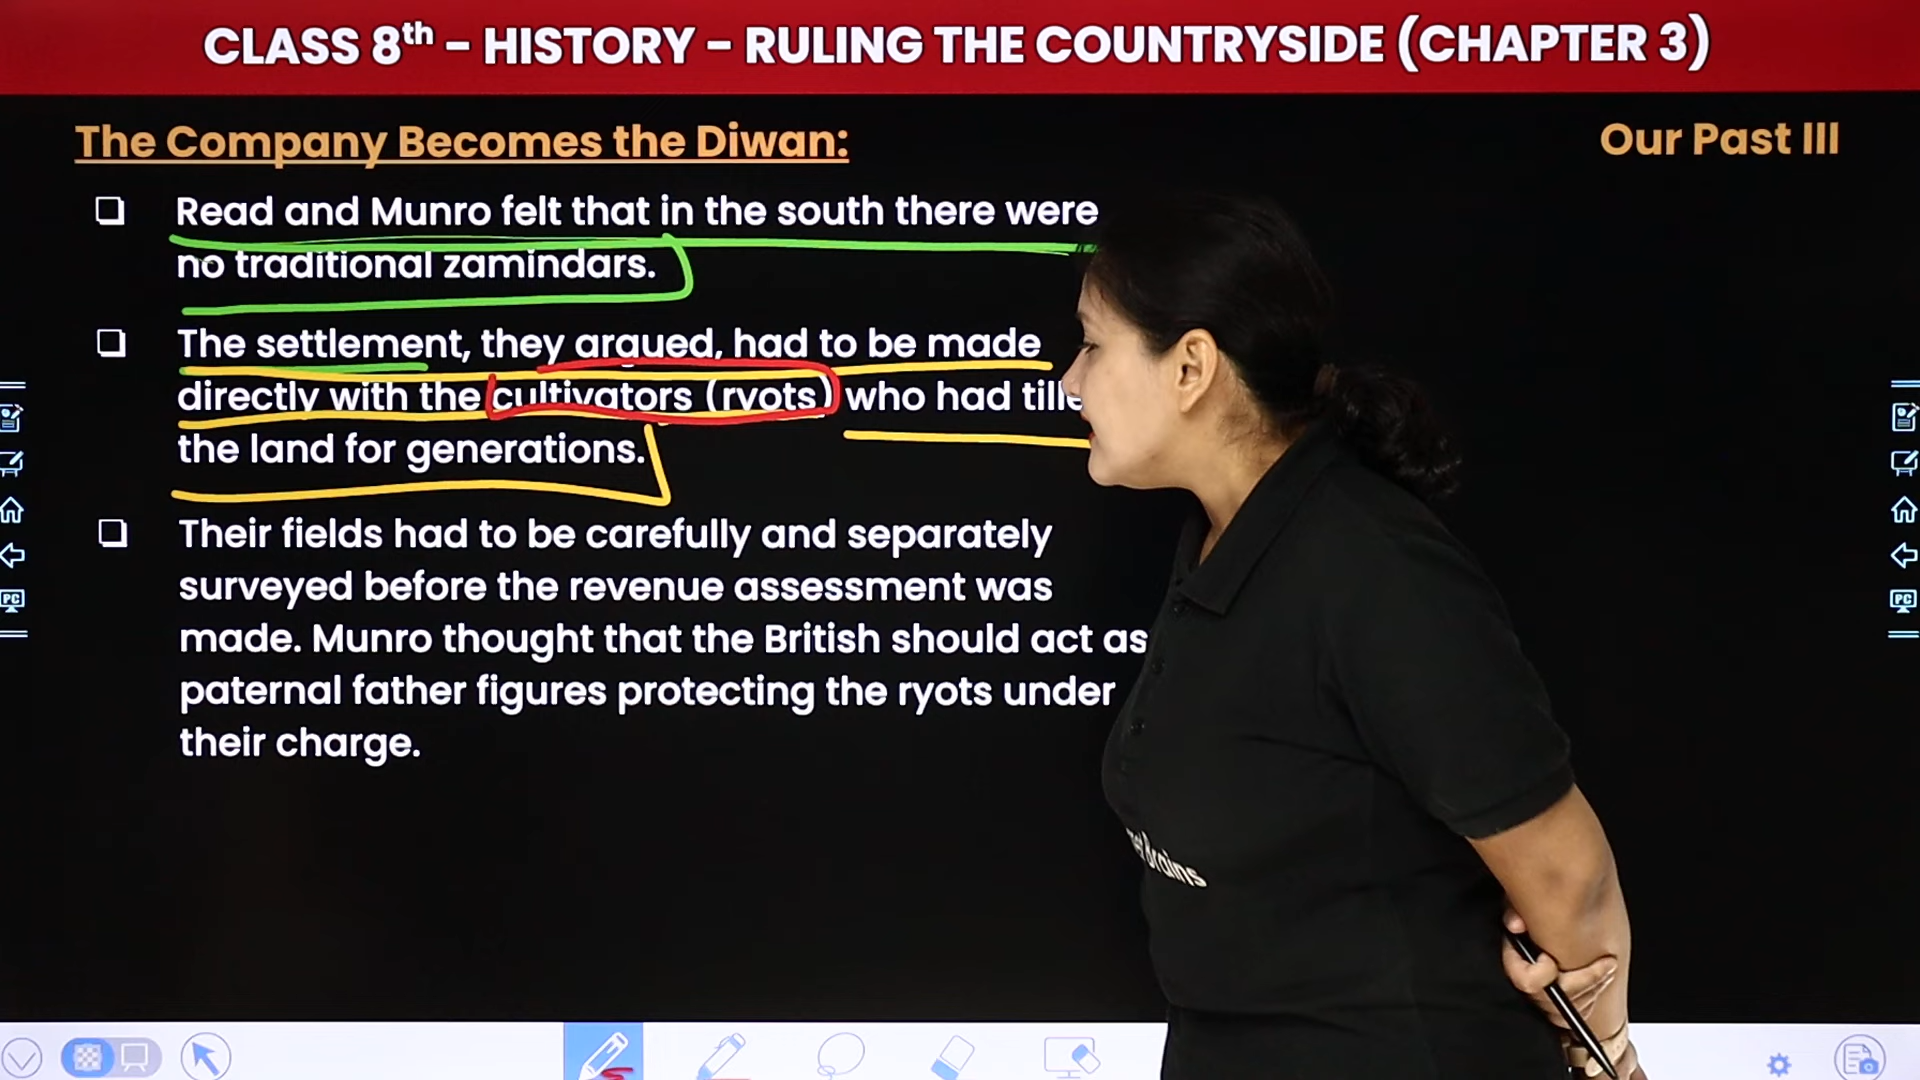 CLASS 8th – HISTORY – RULING THE COUNTRYSIDE (CHAPTER 3)
The Company Becomes the Diwan:
Our Past III
Read and Munro felt that in the south there were
no traditional zamindars.
The settlement, they argued, had to be made
directly with the cultivators (ryots) who had
the land for generations.
Their fields had to be carefully and separately
surveyed before the revenue assessment was
made. Munro thought that the British should act as
paternal father figures protecting the ryots under
their charge.
Brains
PC
PC